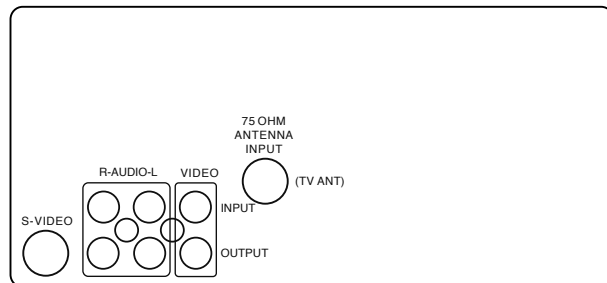 75 OHM
ANTENNA
INPUT
(TV ANT)
R-AUDIO-L
VIDEO
INPUT
S-VIDEO
OUTPUT